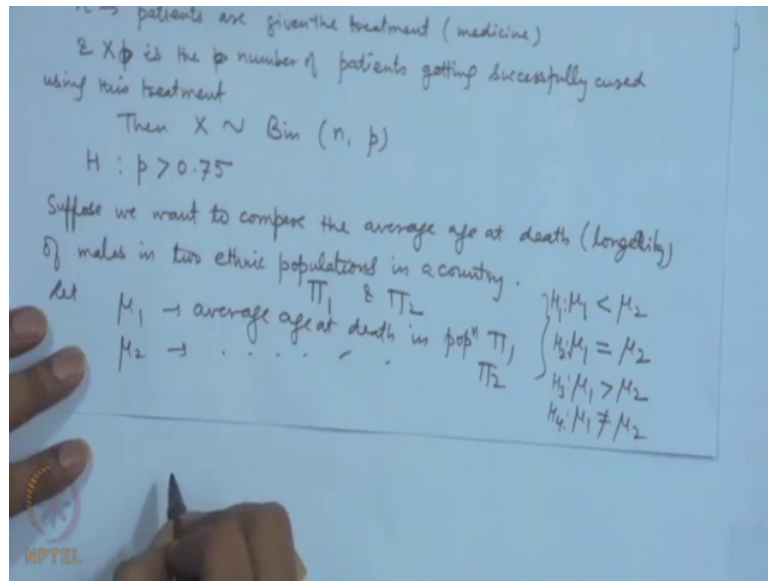 n → patients are given the treatment (medicine)
& X is the number of patients getting successfully cured
using this treatment
Then X ~ Bin (n, p)
H : p > 0.75
Suppose we want to compare the average age at death (longevity)
of males in two ethnic populations in a country.
Π1 & Π2
Let μ1 → average age at death in popn Π1
μ2 → . . . . . . Π2
H1: μ1 < μ2
H2: μ1 = μ2
H3: μ1 > μ2
H4: μ1 ≠ μ2
NPTEL